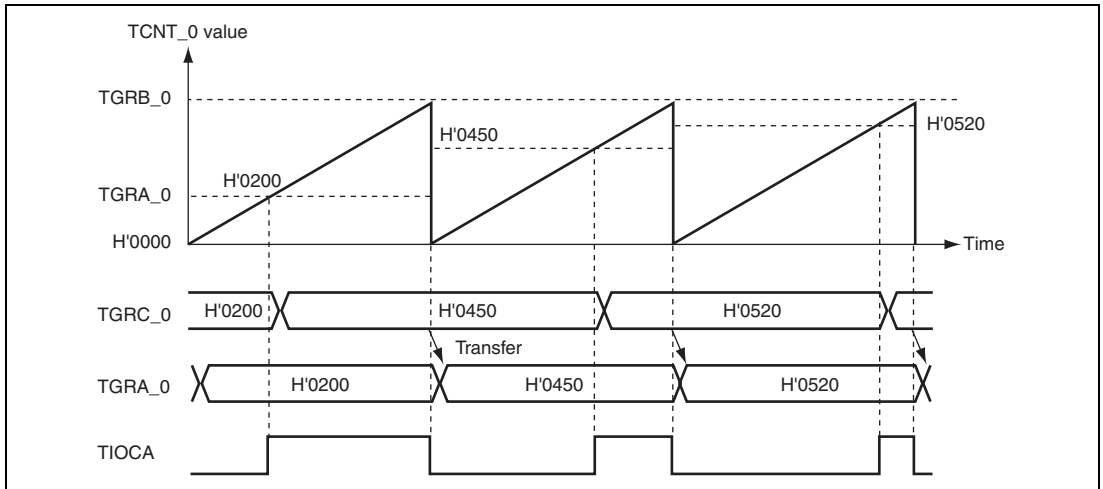 TCNT_0 value
TGRB_0
H'0520
H'0450
H'0200
TGRA_0
H'0000
Time
TGRC_0
H'0200
H'0450
H'0520
Transfer
TGRA_0
H'0200
H'0450
H'0520
TIOCA